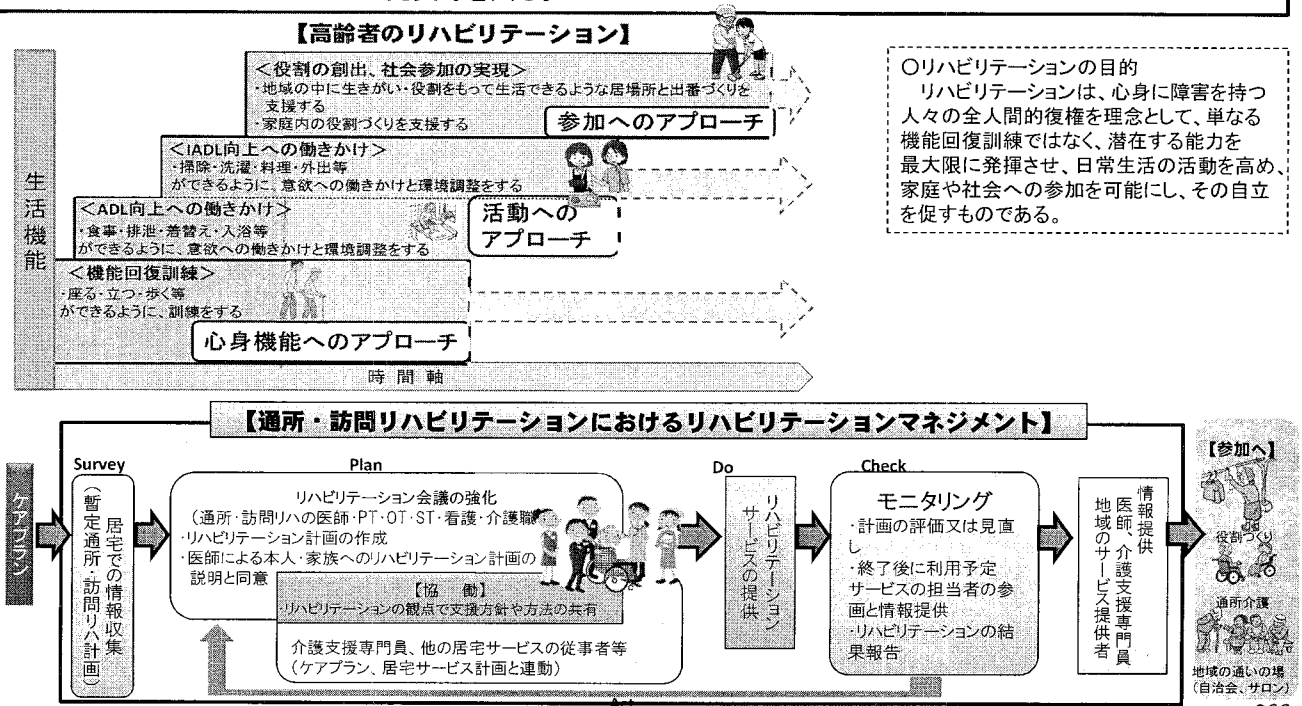 【高齢者のリハビリテーション】
<役割の創出、社会参加の実現>
・地域の中に生きがい・役割をもって生活できるような居場所と出番づくりを
支援する
・家庭内の役割づくりを支援する
参加へのアプローチ
<IADL向上への働きかけ>
・掃除・洗濯・料理・外出等
ができるように、意欲への働きかけと環境調整をする
<ADL向上への働きかけ>
・食事・排泄・着替え・入浴等
ができるように、意欲への働きかけと環境調整をする
活動への
アプローチ
<機能回復訓練>
・座る・立つ・歩く等
ができるように、訓練をする
心身機能へのアプローチ
生活機能
時間軸
○リハビリテーションの目的
リハビリテーションは、心身に障害を持つ
人々の全人間的復権を理念として、単なる
機能回復訓練ではなく、潜在する能力を
最大限に発揮させ、日常生活の活動を高め、
家庭や社会への参加を可能にし、その自立
を促すものである。
【通所・訪問リハビリテーションにおけるリハビリテーションマネジメント】
ケアプラン
Survey
居宅での情報収集
(暫定通所・訪問リハ計画)
Plan
リハビリテーション会議の強化
(通所・訪問リハの医師・PT・OT・ST・看護・介護職
・リハビリテーション計画の作成
・医師による本人・家族へのリハビリテーション計画の
説明と同意
【協 働】
・リハビリテーションの観点で支援方針や方法の共有
介護支援専門員、他の居宅サービスの従事者等
(ケアプラン、居宅サービス計画と連動)
Do
リハビリテーション
サービスの提供
Check
モニタリング
・計画の評価又は見直
し
・終了後に利用予定
サービスの担当者の参
画と情報提供
・リハビリテーションの結
果報告
情報提供
医師、介護支援専門員
地域のサービス提供者
【参加へ】
役割づくり
通所介護
地域の通いの場
(自治会、サロン)